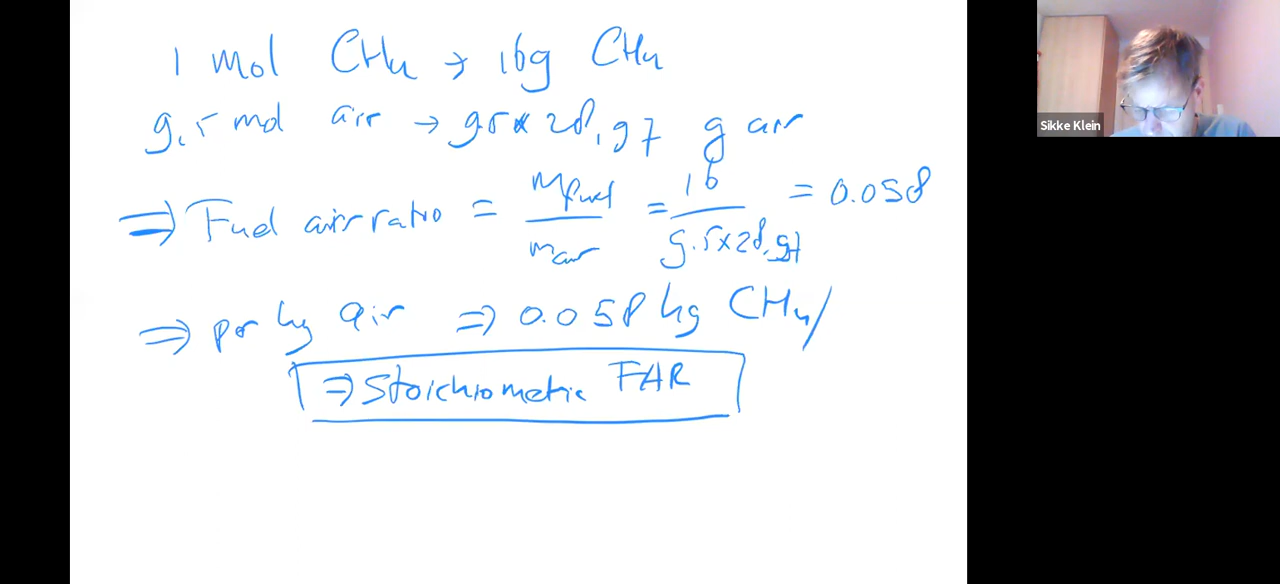 1 mol CH4 → 16g CH4
9,5 mol air → 9.5 × 28,97 g air
⇒ Fuel air ratio = mfuel / mair = 16 / 9.5×28,97 = 0.058
⇒ per kg air ⇒ 0.058 kg CH4/
⇒ Stoichiometric FAR
Sikke Klein